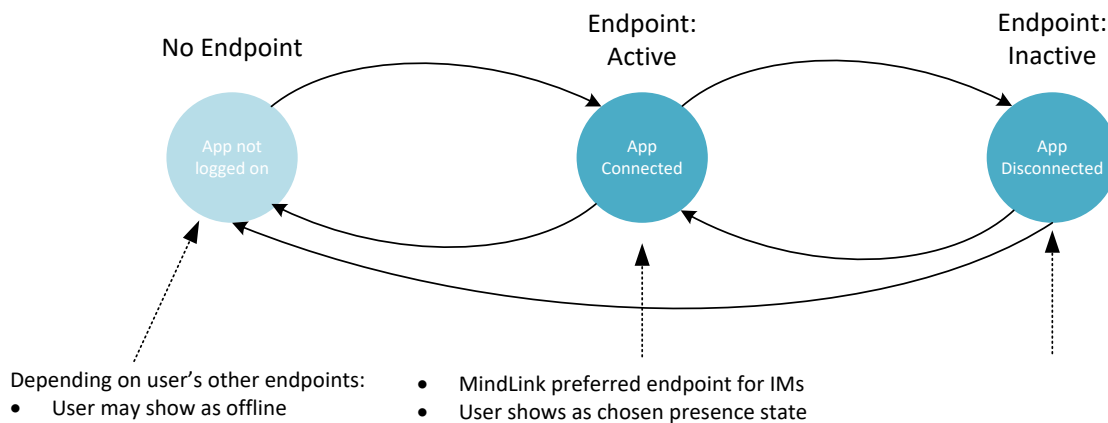 No Endpoint
Endpoint:
Active
Endpoint:
Inactive
App not
logged on
App
Connected
App
Disconnected
Depending on user's other endpoints:
• User may show as offline
• MindLink preferred endpoint for IMs
• User shows as chosen presence state